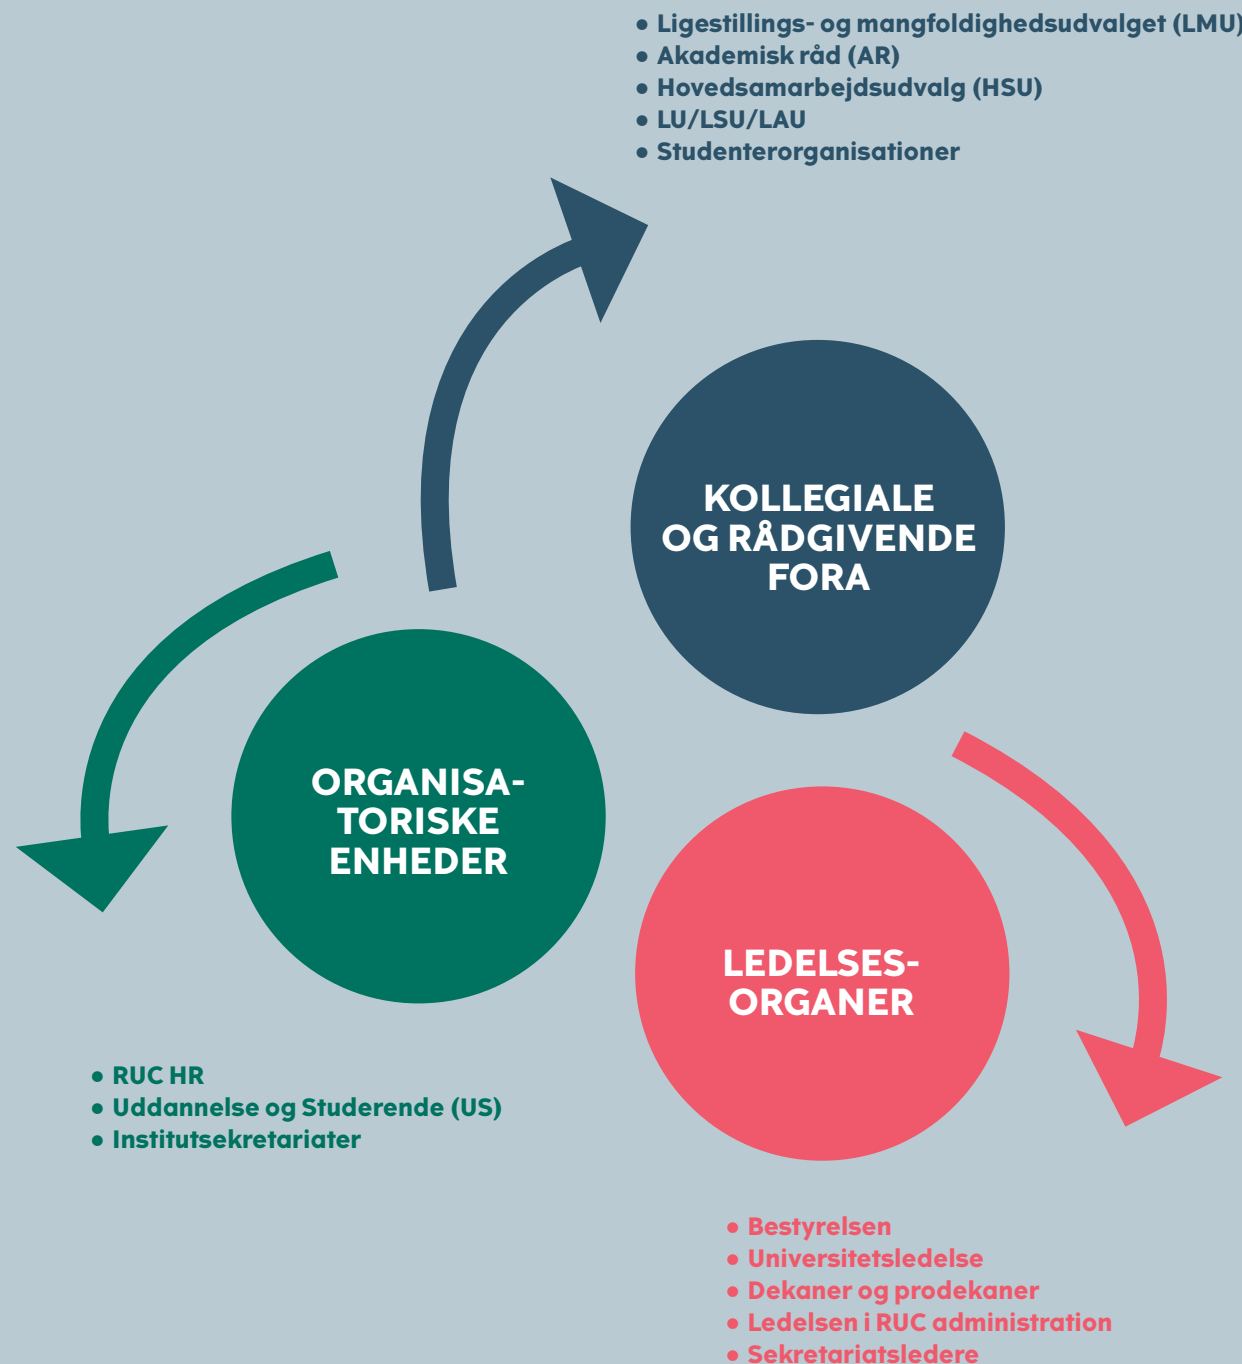 • Ligestillings- og mangfoldighedsudvalget (LMU)
• Akademisk råd (AR)
• Hovedsamarbejdsudvalg (HSU)
• LU/LSU/LAU
• Studenterorganisationer
KOLLEGIALE
OG RÅDGIVENDE
FORA
ORGANISA-
TORISKE
ENHEDER
LEDELSES-
ORGANER
• RUC HR
• Uddannelse og Studerende (US)
• Institutsekretariater
• Bestyrelsen
• Universitetsledelse
• Dekaner og prodekaner
• Ledelsen i RUC administration
• Sekretariatsledere